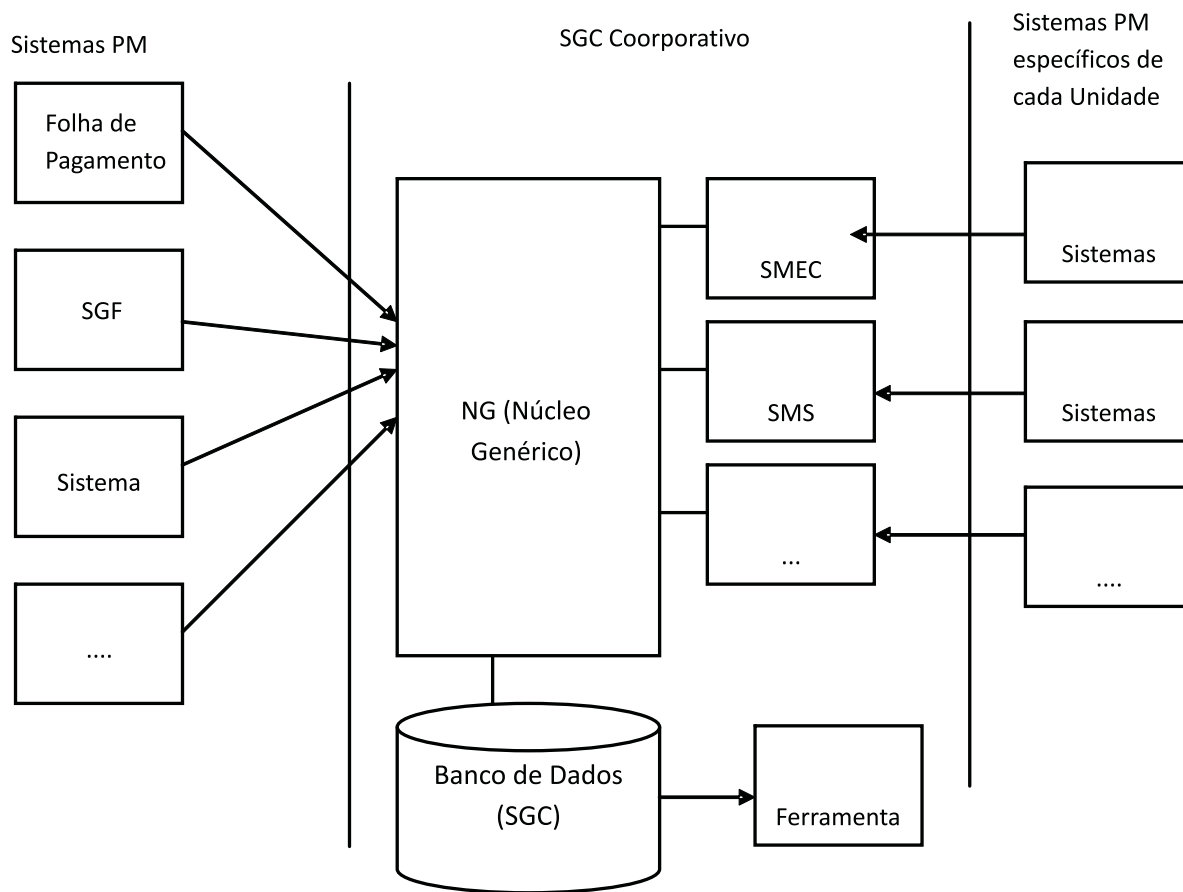 Sistemas PM
SGC Coorporativo
Sistemas PM
específicos de
cada Unidade
Folha de
Pagamento
SGF
Sistema
....
NG (Núcleo
Genérico)
SMEC
SMS
...
Sistemas
Sistemas
....
Banco de Dados
(SGC)
Ferramenta